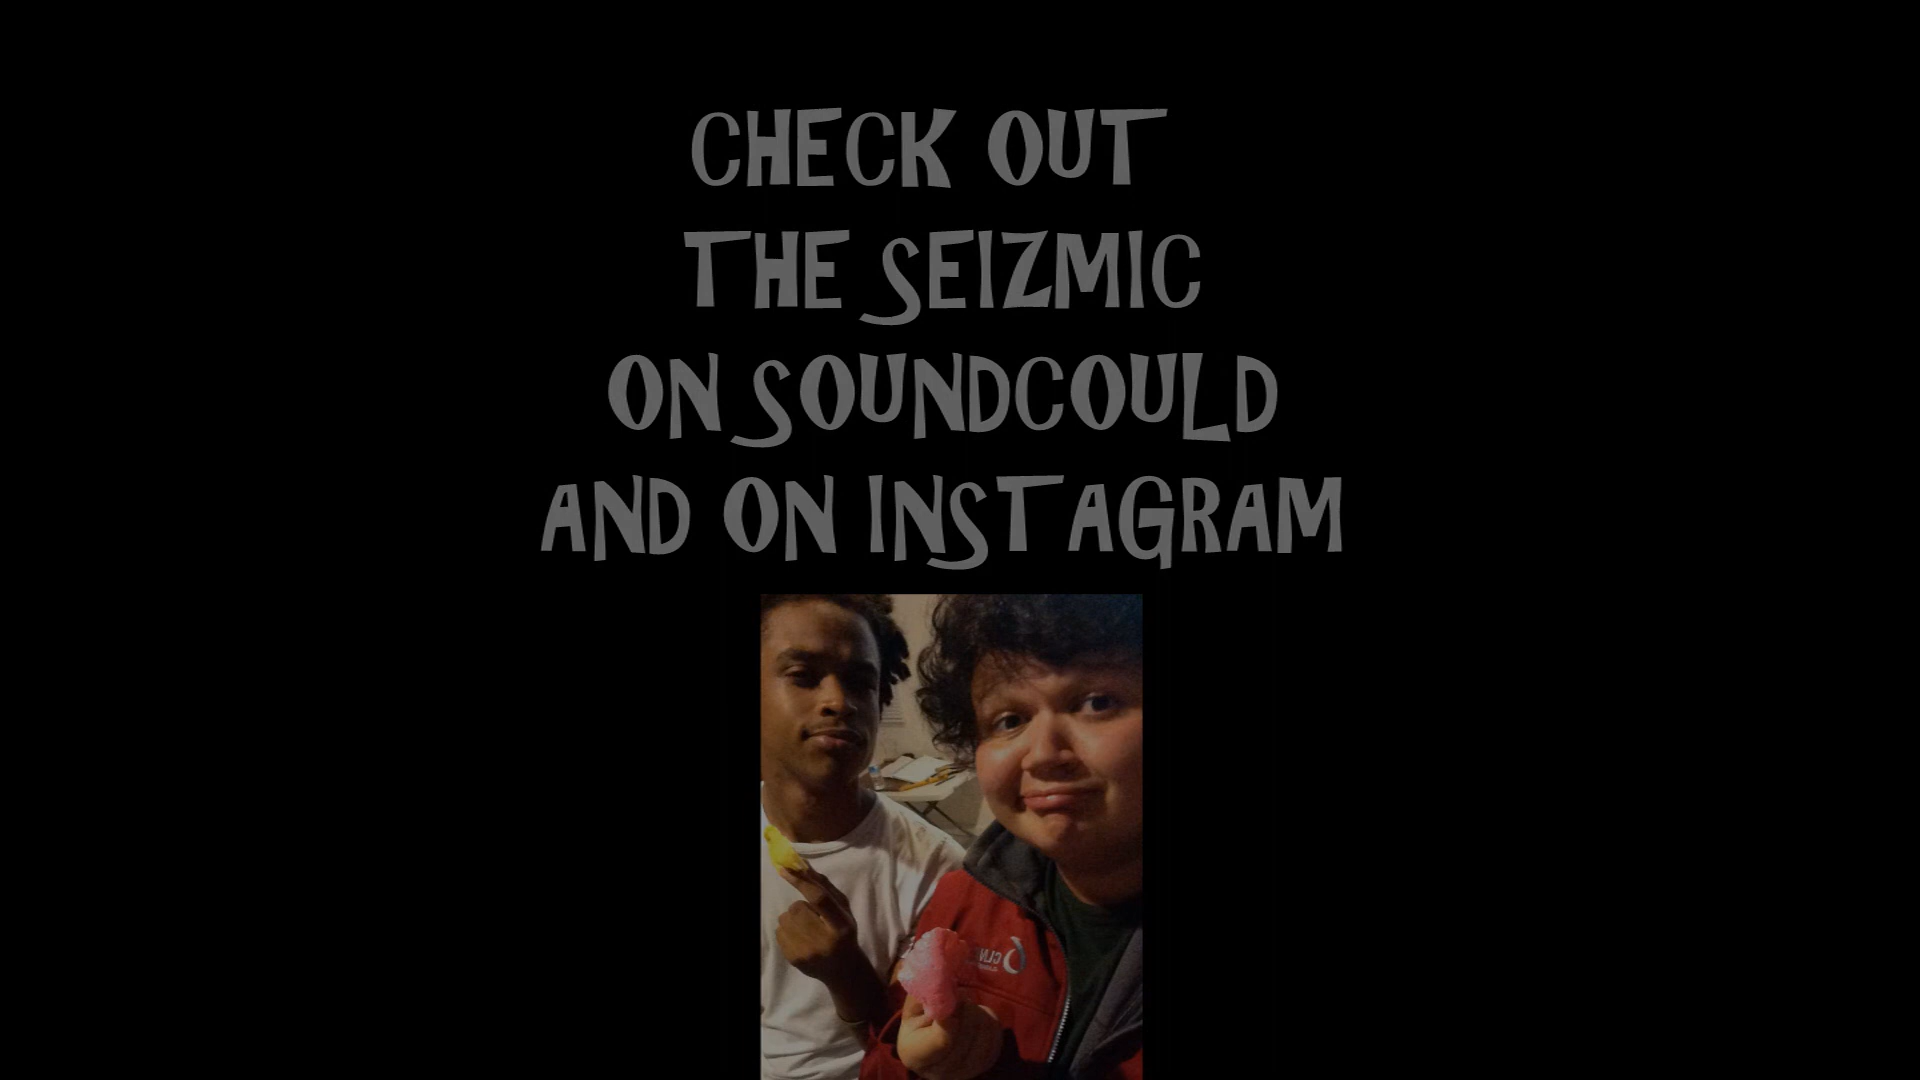 CHECK OUT
THE SEIZMIC
ON SOUNDCOULD
AND ON INSTAGRAM